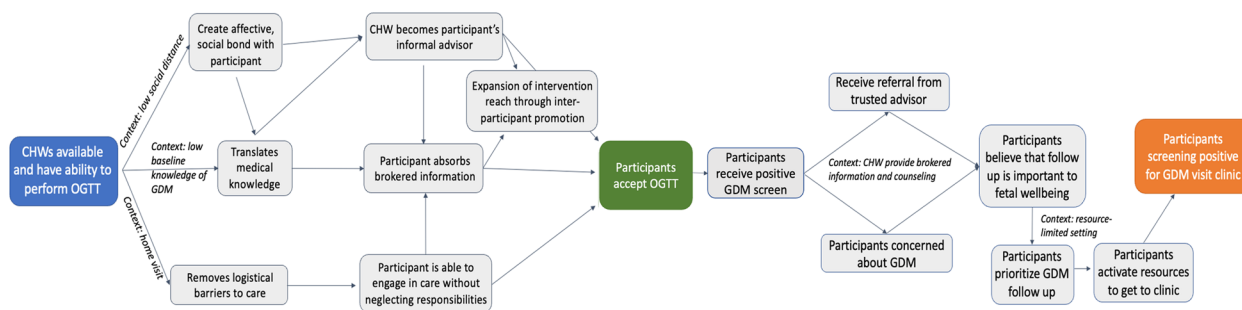 CHWs available
and have ability to
perform OGTT
Context: low social distance
Context: low
baseline
knowledge of
GDM
Context: home
visit
Create affective,
social bond with
participant
Translates
medical
knowledge
Removes logistical
barriers to care
CHW becomes participant's
informal advisor
Participant absorbs
brokered information
Participant is able to
engage in care without
neglecting responsibilities
Expansion of intervention
reach through inter-
participant promotion
Participants
accept OGTT
Participants
receive positive
GDM screen
Receive referral from
trusted advisor
Context: CHW provide brokered
information and counseling
Participants concerned
about GDM
Participants
believe that follow
up is important to
fetal wellbeing
Context: resource-
limited setting
Participants
prioritize GDM
follow up
Participants
activate resources
to get to clinic
Participants
screening positive
for GDM visit clinic